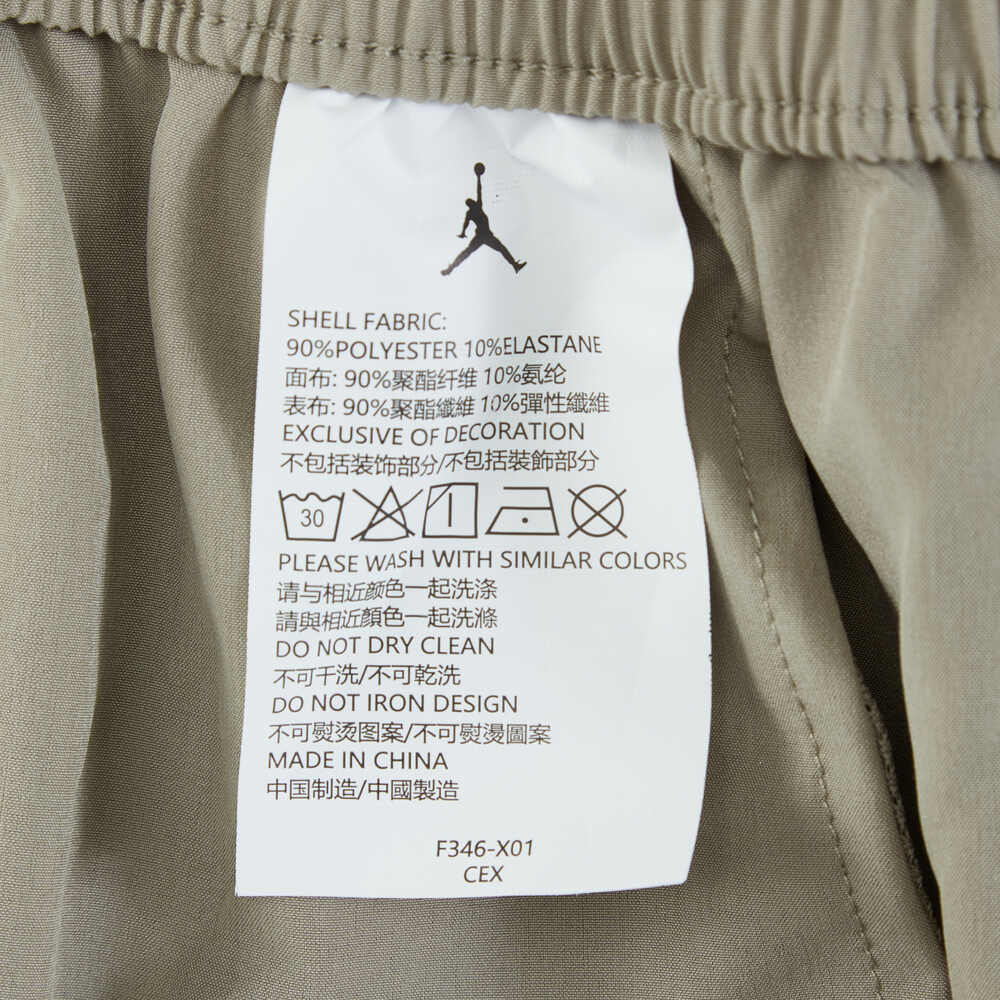 SHELL FABRIC:
90%POLYESTER 10%ELASTANE
面布: 90%聚酯纤维 10%氨纶
表布: 90%聚酯纖維 10%彈性纖維
EXCLUSIVE OF DECORATION
不包括装饰部分/不包括裝飾部分
30
PLEASE WASH WITH SIMILAR COLORS
请与相近颜色一起洗涤
請與相近顏色一起洗滌
DO NOT DRY CLEAN
不可干洗/不可乾洗
DO NOT IRON DESIGN
不可熨烫图案/不可熨燙圖案
MADE IN CHINA
中国制造/中國製造
F346-X01
CEX